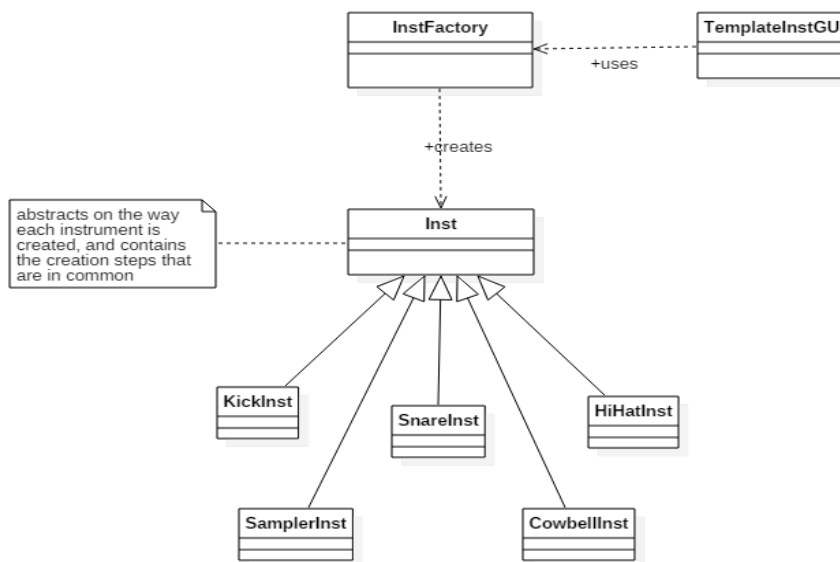 InstFactory
TemplateInstGU
+uses
+creates
abstracts on the way
each instrument is
created, and contains
the creation steps that
are in common
Inst
KickInst
SnareInst
HiHatInst
SamplerInst
CowbellInst